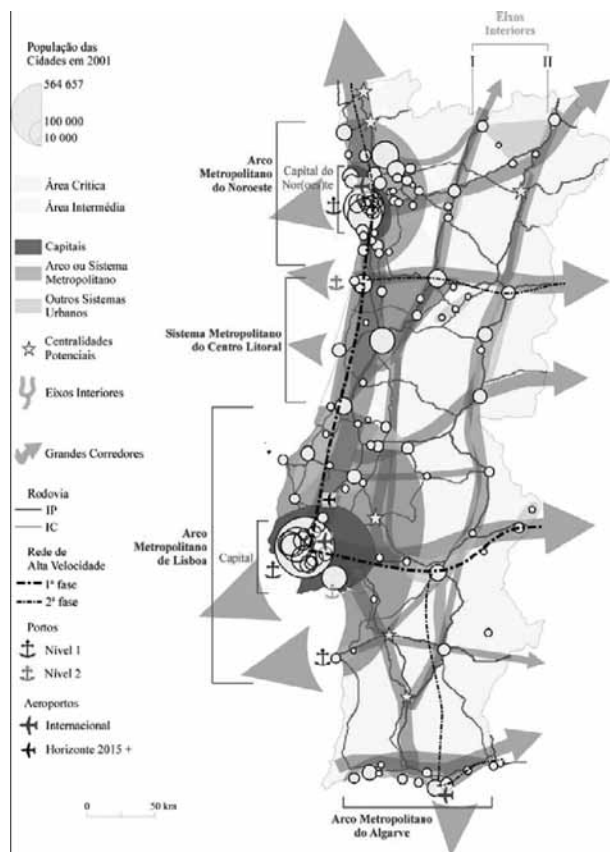 População das
Cidades em 2001
564 657
100 000
10 000
Área Crítica
Área Intermédia
Capitais
Arco ou Sistema
Metropolitano
Outros Sistemas
Urbanos
Centralidades
Potenciais
Eixos Interiores
Grandes Corredores
Rodovia
IP
IC
Rede de
Alta Velocidade
1ª fase
2ª fase
Portos
Nível 1
Nível 2
Aeroportos
Internacional
Horizonte 2015 +
0
50 km
Eixos
Interiores
I
II
Arco
Metropolitano
do Noroeste
Capital do
Nor(oes)te
Sistema Metropolitano
do Centro Litoral
Arco
Metropolitano
de Lisboa
Capital
Arco Metropolitano
do Algarve